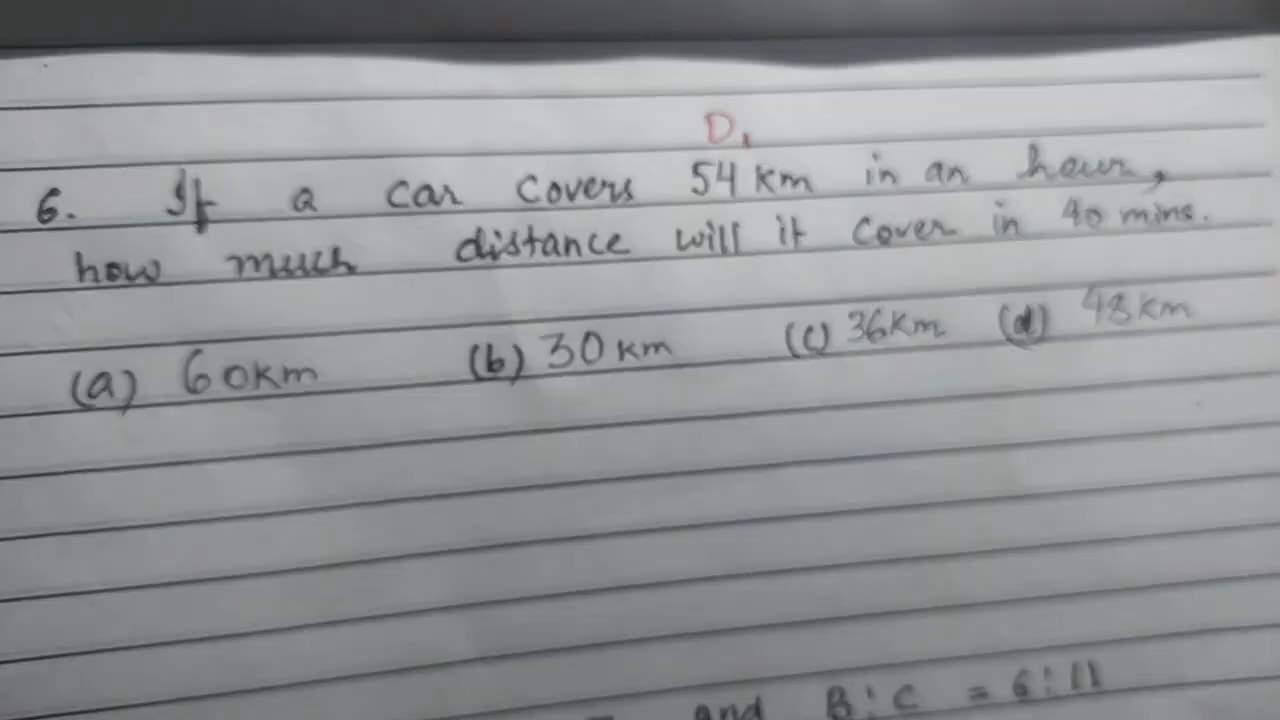 D₁
6. If a car covers 54 km in an hour,
how much distance will it cover in 40 mins.
(a) 60km (b) 30 km (c) 36km (d) 48km
and B:C = 6:11